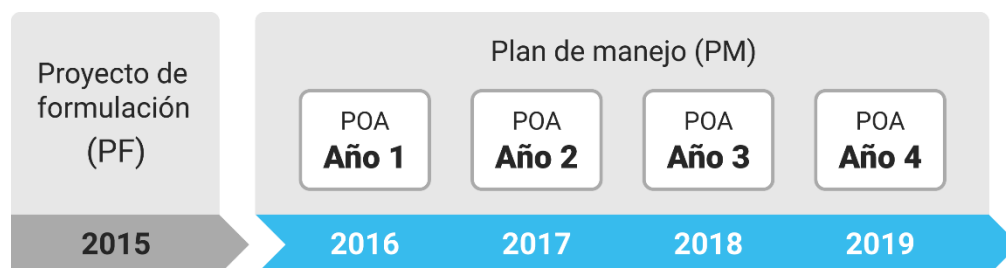 Proyecto de
formulación
(PF)
2015
Plan de manejo (PM)
POA
Año 1
POA
Año 2
POA
Año 3
POA
Año 4
2016
2017
2018
2019